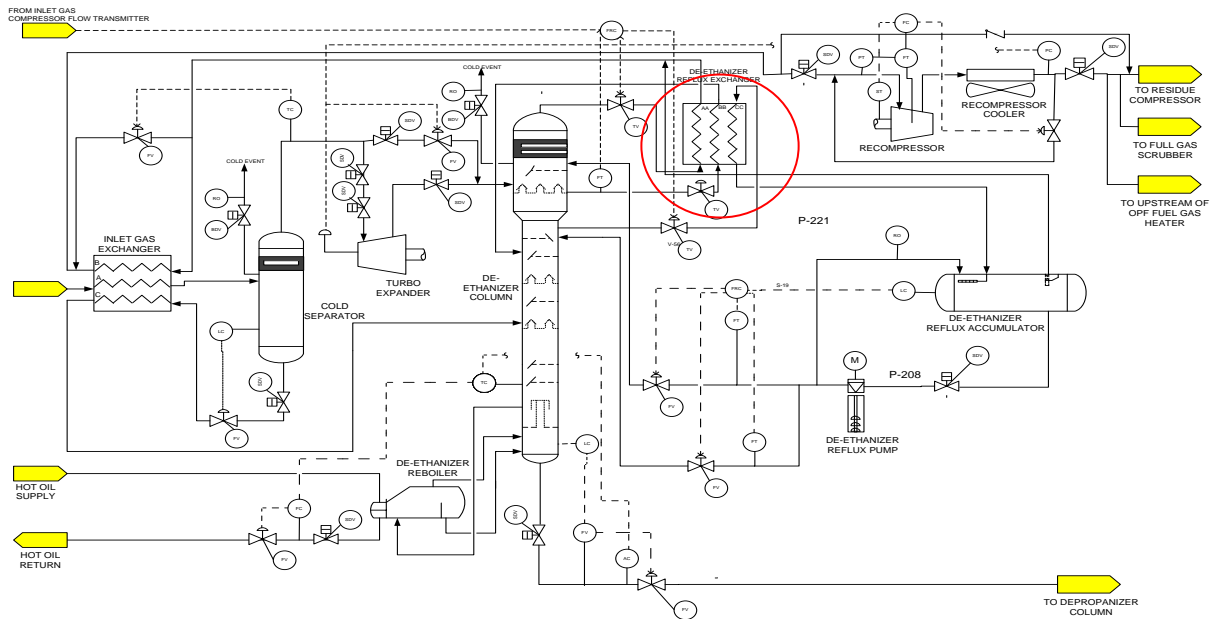 FROM INLET GAS
COMPRESSOR FLOW TRANSMITTER
FRC
FC
SDV
TC
RO
BDV
SDV
FV
FV
TV
DE-ETHANIZER
REFLUX EXCHANGER
AA
BB
CC
SDV
PT
FT
ST
RECOMPRESSOR
FC
RECOMPRESSOR
COOLER
TO RESIDUE
COMPRESSOR
TO FULL GAS
SCRUBBER
TO UPSTREAM OF
OPF FUEL GAS
HEATER
COLD EVENT
COLD EVENT
RO
BDV
SDV
SDV
SDV
FT
TV
TV
V-56
P-221
INLET GAS
EXCHANGER
B
A
C
COLD
SEPARATOR
TURBO
EXPANDER
DE-
ETHANIZER
COLUMN
RO
LC
DE-ETHANIZER
REFLUX ACCUMULATOR
FRC
S-19
FT
LC
SDV
FV
TC
FV
M
P-208
SDV
DE-ETHANIZER
REFLUX PUMP
FT
FV
LC
DE-ETHANIZER
REBOILER
HOT OIL
SUPPLY
FC
SDV
FV
HOT OIL
RETURN
SDV
FV
AC
FV
TO DEPROPANIZER
COLUMN